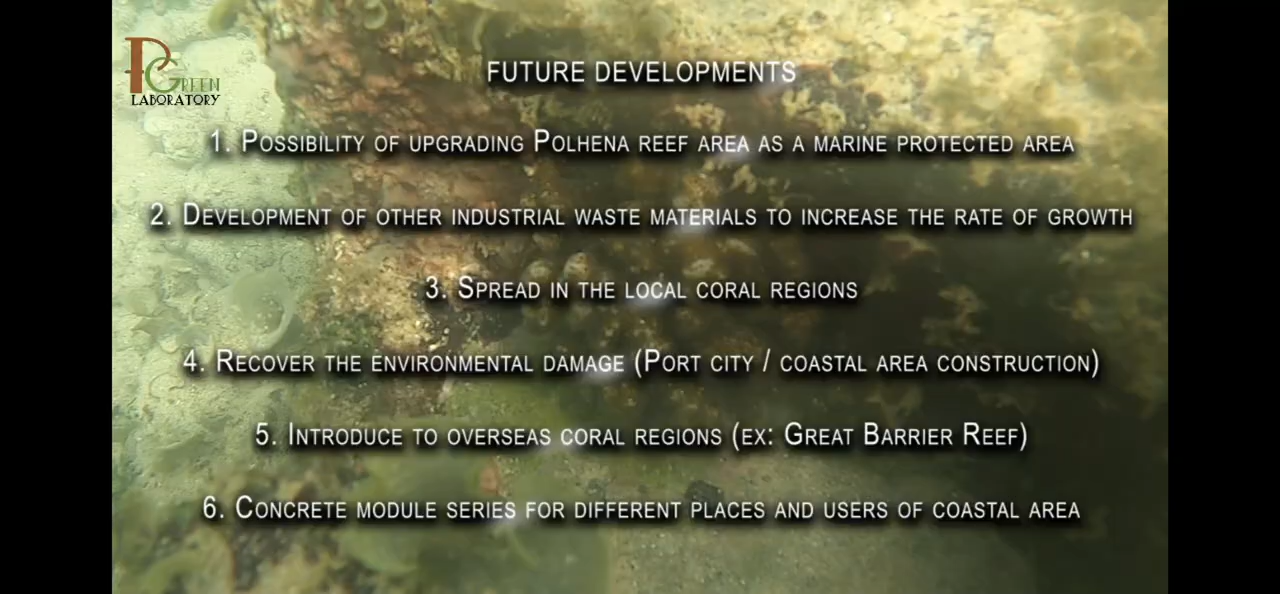 PGreen
Laboratory
FUTURE DEVELOPMENTS
1. Possibility of upgrading Polhena reef area as a marine protected area
2. Development of other industrial waste materials to increase the rate of growth
3. Spread in the local coral regions
4. Recover the environmental damage (Port city / coastal area construction)
5. Introduce to overseas coral regions (ex: Great Barrier Reef)
6. Concrete module series for different places and users of coastal area